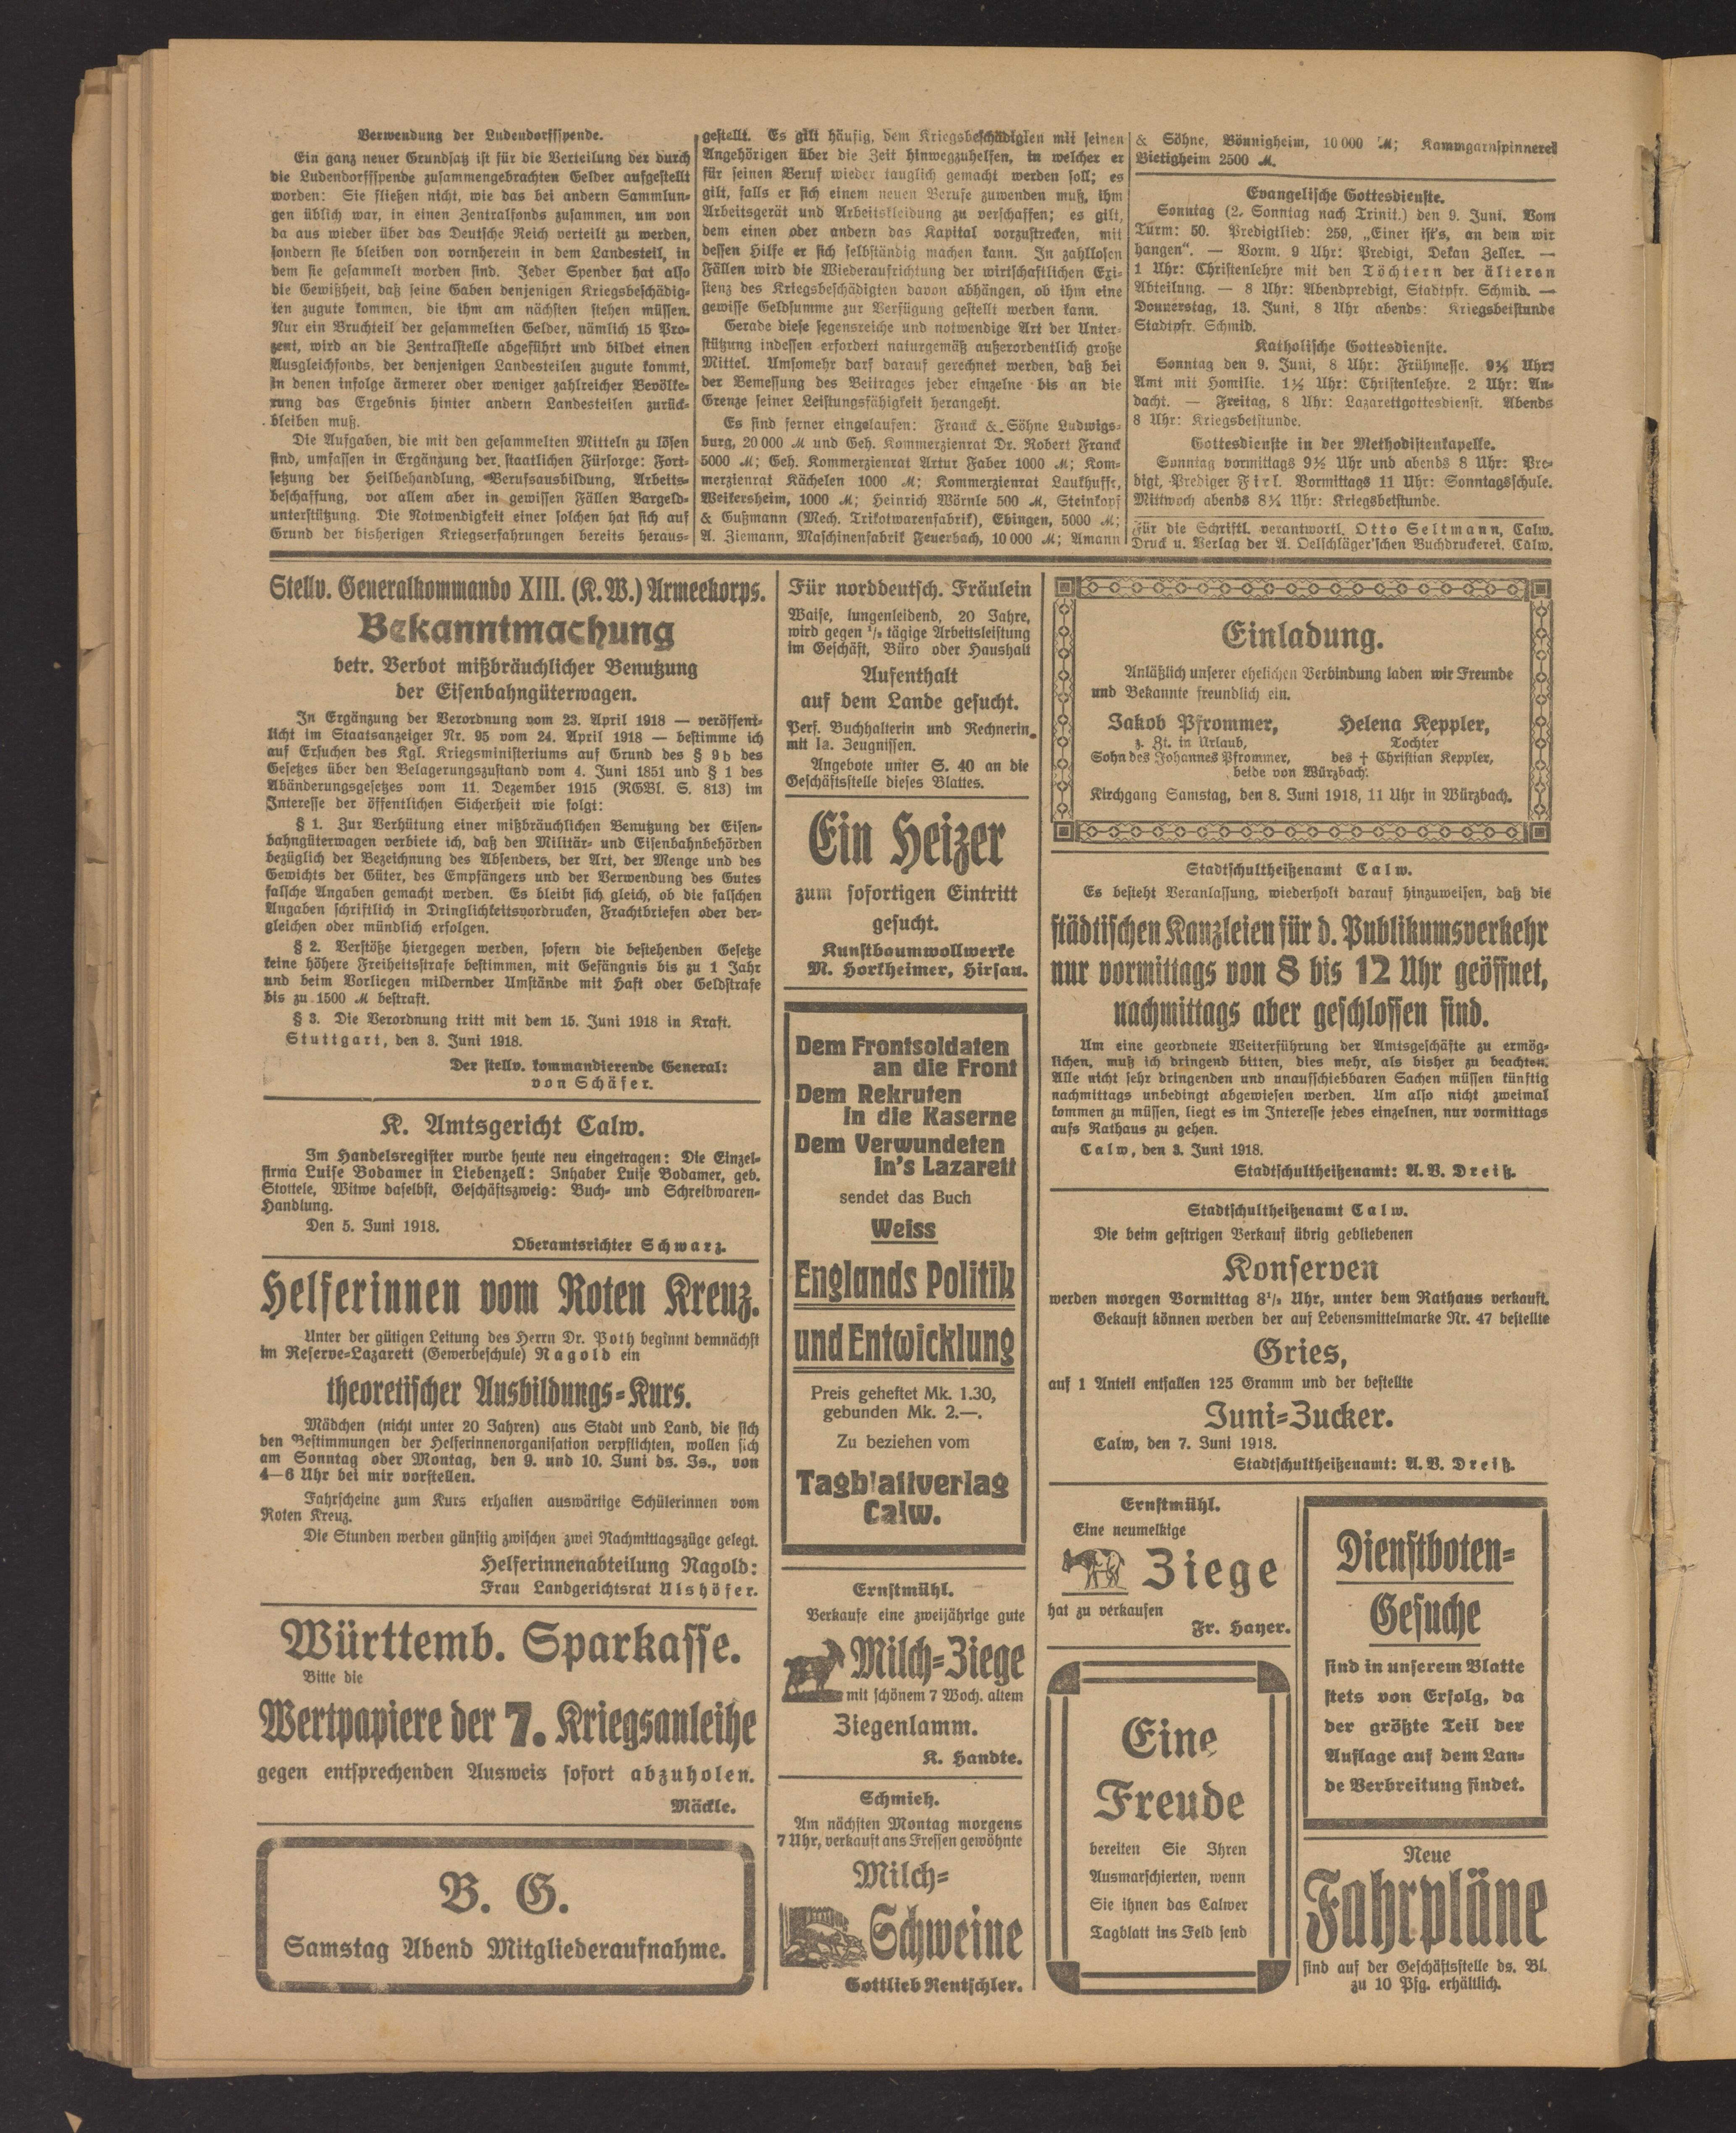 Verwendung der Ludendorffspende.
Ein ganz neuer Grundsatz ist für die Verteilung der durch
die Ludendorffspende zusammengebrachten Gelder aufgestellt
worden: Sie fließen nicht, wie das bei andern Sammlun-
gen üblich war, in einen Zentralfonds zusammen, um von
da aus wieder über das Deutsche Reich verteilt zu werden,
sondern sie bleiben von vornherein in dem Landesteil, in
dem sie gesammelt worden sind. Jeder Spender hat also
die Gewißheit, daß seine Gaben denjenigen Kriegsbeschädig-
ten zugute kommen, die ihm am nächsten stehen müssen.
Nur ein Bruchteil der gesammelten Gelder, nämlich 15 Pro-
zent, wird an die Zentralstelle abgeführt und bildet einen
Ausgleichfonds, der denjenigen Landesteilen zugute kommt,
in denen infolge ärmerer oder weniger zahlreicher Bevölke-
rung das Ergebnis hinter andern Landesteilen zurück-
bleiben muß.
Die Aufgaben, die mit den gesammelten Mitteln zu lösen
sind, umfassen in Ergänzung der staatlichen Fürsorge: Fort-
setzung der Heilbehandlung, Berufsausbildung, Arbeits-
beschaffung, vor allem aber in gewissen Fällen Bargeld-
unterstützung. Die Notwendigkeit einer solchen hat sich auf
Grund der bisherigen Kriegserfahrungen bereits heraus-
gestellt. Es gilt häufig, dem Kriegsbeschädigten mit seinen
Angehörigen über die Zeit hinwegzuhelfen, in welcher er
für seinen Beruf wieder tauglich gemacht werden soll; es
gilt, falls er sich einem neuen Berufe zuwenden muß, ihm
Arbeitsgerät und Arbeitskleidung zu verschaffen; es gilt,
dem einen oder andern das Kapital vorzustrecken, mit
dessen Hilfe er sich selbständig machen kann. In zahllosen
Fällen wird die Wiederaufrichtung der wirtschaftlichen Exi-
stenz des Kriegsbeschädigten davon abhängen, ob ihm eine
gewisse Geldsumme zur Verfügung gestellt werden kann.
Gerade diese segensreiche und notwendige Art der Unter-
stützung indessen erfordert naturgemäß außerordentlich große
Mittel. Umsomehr darf darauf gerechnet werden, daß bei
der Bemessung des Beitrages jeder einzelne bis an die
Grenze seiner Leistungsfähigkeit herangeht.
Es sind ferner eingelaufen: Franck & Söhne Ludwigs-
burg, 20 000 M und Geh. Kommerzienrat Dr. Robert Franck
5000 M; Geh. Kommerzienrat Artur Faber 1000 M; Kom-
merzienrat Kächelen 1000 M; Kommerzienrat Laukhuffs,
Weikersheim, 1000 M; Heinrich Wörnle 500 M, Steinkopf
& Gußmann (Mech. Trikotwarenfabrik), Ebingen, 5000 M;
A. Ziemann, Maschinenfabrik Feuerbach, 10 000 M; Amann
& Söhne, Bönnigheim, 10 000 M; Kammgarnspinnerei
Bietigheim 2500 M.
Evangelische Gottesdienste.
Sonntag (2. Sonntag nach Trinit.) den 9. Juni. Vom
Turm: 50. Predigtlied: 259, „Einer ist's, an dem wir
hangen“. — Vorm. 9 Uhr: Predigt, Dekan Zeller. —
1 Uhr: Christenlehre mit den Töchtern der älteren
Abteilung. — 8 Uhr: Abendpredigt, Stadtpfr. Schmid. —
Donnerstag, 13. Juni, 8 Uhr abends: Kriegsbetstunde
Stadtpfr. Schmid.
Katholische Gottesdienste.
Sonntag den 9. Juni, 8 Uhr: Frühmesse. 9½ Uhr:
Amt mit Homilie. 1½ Uhr: Christenlehre. 2 Uhr: An-
dacht. — Freitag, 8 Uhr: Lazarettgottesdienst. Abends
8 Uhr: Kriegsbetstunde.
Gottesdienste in der Methodistenkapelle.
Sonntag vormittags 9½ Uhr und abends 8 Uhr: Pre-
digt, Prediger Firl. Vormittags 11 Uhr: Sonntagsschule.
Mittwoch abends 8¼ Uhr: Kriegsbetstunde.
Für die Schriftl. verantwortl. Otto Seltmann, Calw.
Druck u. Verlag der A. Oelschläger'schen Buchdruckerei. Calw.
Stellv. Generalkommando XIII. (K. W.) Armeekorps.
Bekanntmachung
betr. Verbot mißbräuchlicher Benutzung
der Eisenbahngüterwagen.
In Ergänzung der Verordnung vom 23. April 1918 — veröffent-
licht im Staatsanzeiger Nr. 95 vom 24. April 1918 — bestimme ich
auf Ersuchen des Kgl. Kriegsministeriums auf Grund des § 9 b des
Gesetzes über den Belagerungszustand vom 4. Juni 1851 und § 1 des
Abänderungsgesetzes vom 11. Dezember 1915 (RGBl. S. 813) im
Interesse der öffentlichen Sicherheit wie folgt:
§ 1. Zur Verhütung einer mißbräuchlichen Benutzung der Eisen-
bahngüterwagen verbiete ich, daß den Militär- und Eisenbahnbehörden
bezüglich der Bezeichnung des Absenders, der Art, der Menge und des
Gewichts der Güter, des Empfängers und der Verwendung des Gutes
falsche Angaben gemacht werden. Es bleibt sich gleich, ob die falschen
Angaben schriftlich in Dringlichkeitsvordrucken, Frachtbriefen oder der-
gleichen oder mündlich erfolgen.
§ 2. Verstöße hiergegen werden, sofern die bestehenden Gesetze
keine höhere Freiheitsstrafe bestimmen, mit Gefängnis bis zu 1 Jahr
und beim Vorliegen mildernder Umstände mit Haft oder Geldstrafe
bis zu 1500 M bestraft.
§ 3. Die Verordnung tritt mit dem 15. Juni 1918 in Kraft.
Stuttgart, den 3. Juni 1918.
Der stellv. kommandierende General:
von Schäfer.
K. Amtsgericht Calw.
Im Handelsregister wurde heute neu eingetragen: Die Einzel-
firma Luise Bodamer in Liebenzell: Inhaber Luise Bodamer, geb.
Stottele, Witwe daselbst, Geschäftszweig: Buch- und Schreibwaren-
Handlung.
Den 5. Juni 1918.
Oberamtsrichter Schwarz.
Helferinnen vom Roten Kreuz.
Unter der gütigen Leitung des Herrn Dr. Poth beginnt demnächst
im Reserve-Lazarett (Gewerbeschule) Nagold ein
theoretischer Ausbildungs-Kurs.
Mädchen (nicht unter 20 Jahren) aus Stadt und Land, die sich
den Bestimmungen der Helferinnenorganisation verpflichten, wollen sich
am Sonntag oder Montag, den 9. und 10. Juni ds. Js., von
4—6 Uhr bei mir vorstellen.
Fahrscheine zum Kurs erhalten auswärtige Schülerinnen vom
Roten Kreuz.
Die Stunden werden günstig zwischen zwei Nachmittagszüge gelegt.
Helferinnenabteilung Nagold:
Frau Landgerichtsrat Ulshöfer.
Württemb. Sparkasse.
Bitte die
Wertpapiere der 7. Kriegsanleihe
gegen entsprechenden Ausweis sofort abzuholen.
Mäckle.
B. G.
Samstag Abend Mitgliederaufnahme.
Für norddeutsch. Fräulein
Waise, lungenleidend, 20 Jahre,
wird gegen 1/2 tägige Arbeitsleistung
im Geschäft, Büro oder Haushalt
Aufenthalt
auf dem Lande gesucht.
Perf. Buchhalterin und Rechnerin.
mit Ia. Zeugnissen.
Angebote unter S. 40 an die
Geschäftsstelle dieses Blattes.
Ein Heizer
zum sofortigen Eintritt
gesucht.
Kunstbaumwollwerke
M. Horkheimer, Hirsau.
Dem Frontsoldaten
an die Front
Dem Rekruten
in die Kaserne
Dem Verwundeten
in's Lazarett
sendet das Buch
Weiss
Englands Politik
und Entwicklung
Preis geheftet Mk. 1.30,
gebunden Mk. 2.—.
Zu beziehen vom
Tagblattverlag
Calw.
Ernstmühl.
Verkaufe eine zweijährige gute
Milch-Ziege
mit schönem 7 Woch. altem
Ziegenlamm.
K. Handte.
Schmieh.
Am nächsten Montag morgens
7 Uhr, verkauft ans Fressen gewöhnte
Milch-
Schweine
Gottlieb Rentschler.
Einladung.
Anläßlich unserer ehelichen Verbindung laden wir Freunde
und Bekannte freundlich ein.
Jakob Pfrommer, Helena Keppler,
z. Zt. in Urlaub, Tochter
Sohn des Johannes Pfrommer, des † Christian Keppler,
beide von Würzbach.
Kirchgang Samstag, den 8. Juni 1918, 11 Uhr in Würzbach.
Stadtschultheißenamt Calw.
Es besteht Veranlassung, wiederholt darauf hinzuweisen, daß die
städtischen Kanzleien für d. Publikumsverkehr
nur vormittags von 8 bis 12 Uhr geöffnet,
nachmittags aber geschlossen sind.
Um eine geordnete Weiterführung der Amtsgeschäfte zu ermög-
lichen, muß ich dringend bitten, dies mehr, als bisher zu beachten.
Alle nicht sehr dringenden und unaufschiebbaren Sachen müssen künftig
nachmittags unbedingt abgewiesen werden. Um also nicht zweimal
kommen zu müssen, liegt es im Interesse jedes einzelnen, nur vormittags
aufs Rathaus zu gehen.
Calw, den 3. Juni 1918.
Stadtschultheißenamt: A. V. Dreiß.
Stadtschultheißenamt Calw.
Die beim gestrigen Verkauf übrig gebliebenen
Konserven
werden morgen Vormittag 8 1/2 Uhr, unter dem Rathaus verkauft.
Gekauft können werden der auf Lebensmittelmarke Nr. 47 bestellte
Gries,
auf 1 Anteil entfallen 125 Gramm und der bestellte
Juni-Zucker.
Calw, den 7. Juni 1918.
Stadtschultheißenamt: A. V. Dreiß.
Ernstmühl.
Eine neumelkige
Ziege
hat zu verkaufen
Fr. Hayer.
Eine
Freude
bereiten Sie Ihren
Ausmarschierten, wenn
Sie ihnen das Calwer
Tagblatt ins Feld send
Dienstboten-
Gesuche
sind in unserem Blatte
stets von Erfolg, da
der größte Teil der
Auflage auf dem Lan-
de Verbreitung findet.
Neue
Fahrpläne
sind auf der Geschäftsstelle ds. Bl.
zu 10 Pfg. erhältlich.